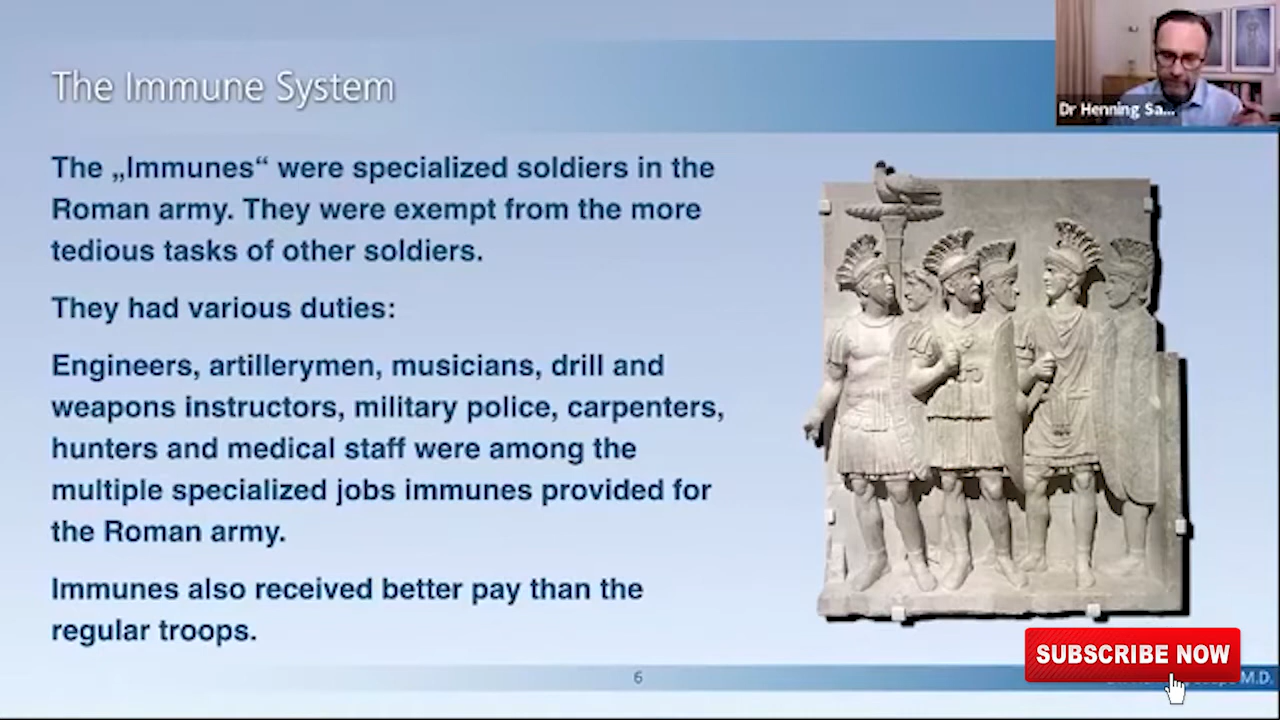 The Immune System
Dr Henning Sa...
The „Immunes“ were specialized soldiers in the
Roman army. They were exempt from the more
tedious tasks of other soldiers.
They had various duties:
Engineers, artillerymen, musicians, drill and
weapons instructors, military police, carpenters,
hunters and medical staff were among the
multiple specialized jobs immunes provided for
the Roman army.
Immunes also received better pay than the
regular troops.
SUBSCRIBE NOW
6
M.D.